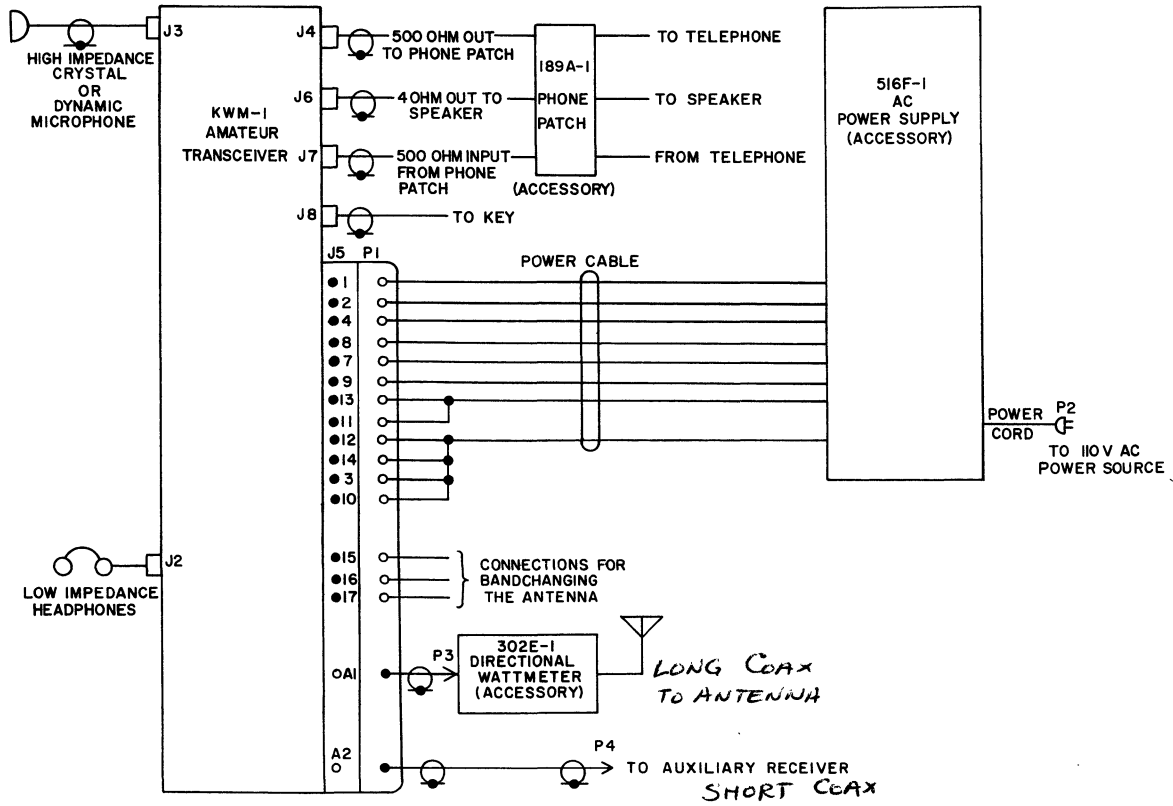 J3
HIGH IMPEDANCE
CRYSTAL
OR
DYNAMIC
MICROPHONE
KWM-1
AMATEUR
TRANSCEIVER
J4
500 OHM OUT
TO PHONE PATCH
J6
4 OHM OUT TO
SPEAKER
J7
500 OHM INPUT
FROM PHONE
PATCH
J8
TO KEY
189A-1
PHONE
PATCH
(ACCESSORY)
TO TELEPHONE
TO SPEAKER
FROM TELEPHONE
516F-1
AC
POWER SUPPLY
(ACCESSORY)
J5 P1
POWER CABLE
1
2
4
8
7
9
13
11
12
14
3
10
POWER
CORD
P2
TO 110V AC
POWER SOURCE
15
16
17
CONNECTIONS FOR
BANDCHANGING
THE ANTENNA
J2
LOW IMPEDANCE
HEADPHONES
A1
P3
302E-1
DIRECTIONAL
WATTMETER
(ACCESSORY)
LONG COAX
TO ANTENNA
A2
P4
TO AUXILIARY RECEIVER
SHORT COAX